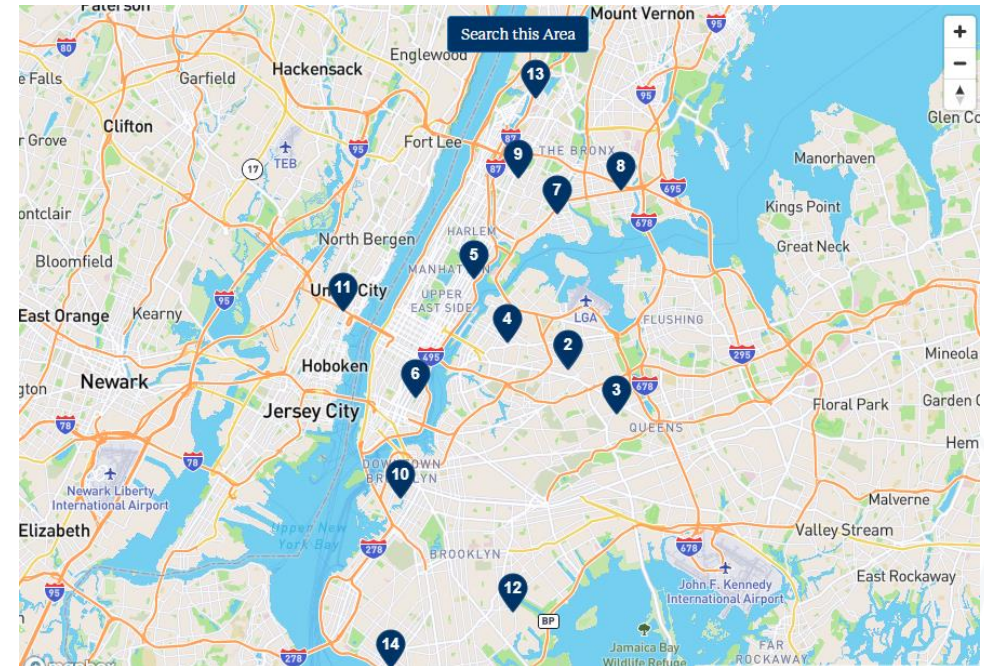 Paterson
Mount Vernon
95
Search this Area
80
Englewood
e Falls
Garfield
Hackensack
13
95
Glen Co
Clifton
r Grove
87
Fort Lee
95
TEB
17
9
THE BRONX
Manorhaven
87
8
695
7
ontclair
Kings Point
678
North Bergen
HARLEM
Great Neck
Bloomfield
5
MANHATTAN
11
Union City
UPPER
EAST SIDE
95
East Orange
Kearny
LGA
FLUSHING
4
2
495
295
Mineola
Hoboken
6
Newark
gton
3
678
Floral Park
Garden C
Jersey City
78
QUEENS
Hem
78
DOWNTOWN
BROOKLYN
10
Newark Liberty
International Airport
Malverne
Elizabeth
Upper New
York Bay
Valley Stream
278
678
BROOKLYN
John F. Kennedy
International Airport
East Rockaway
95
12
BP
14
278
Jamaica Bay
Wildlife Refuge
FAR
ROCKAWAY
mapbox